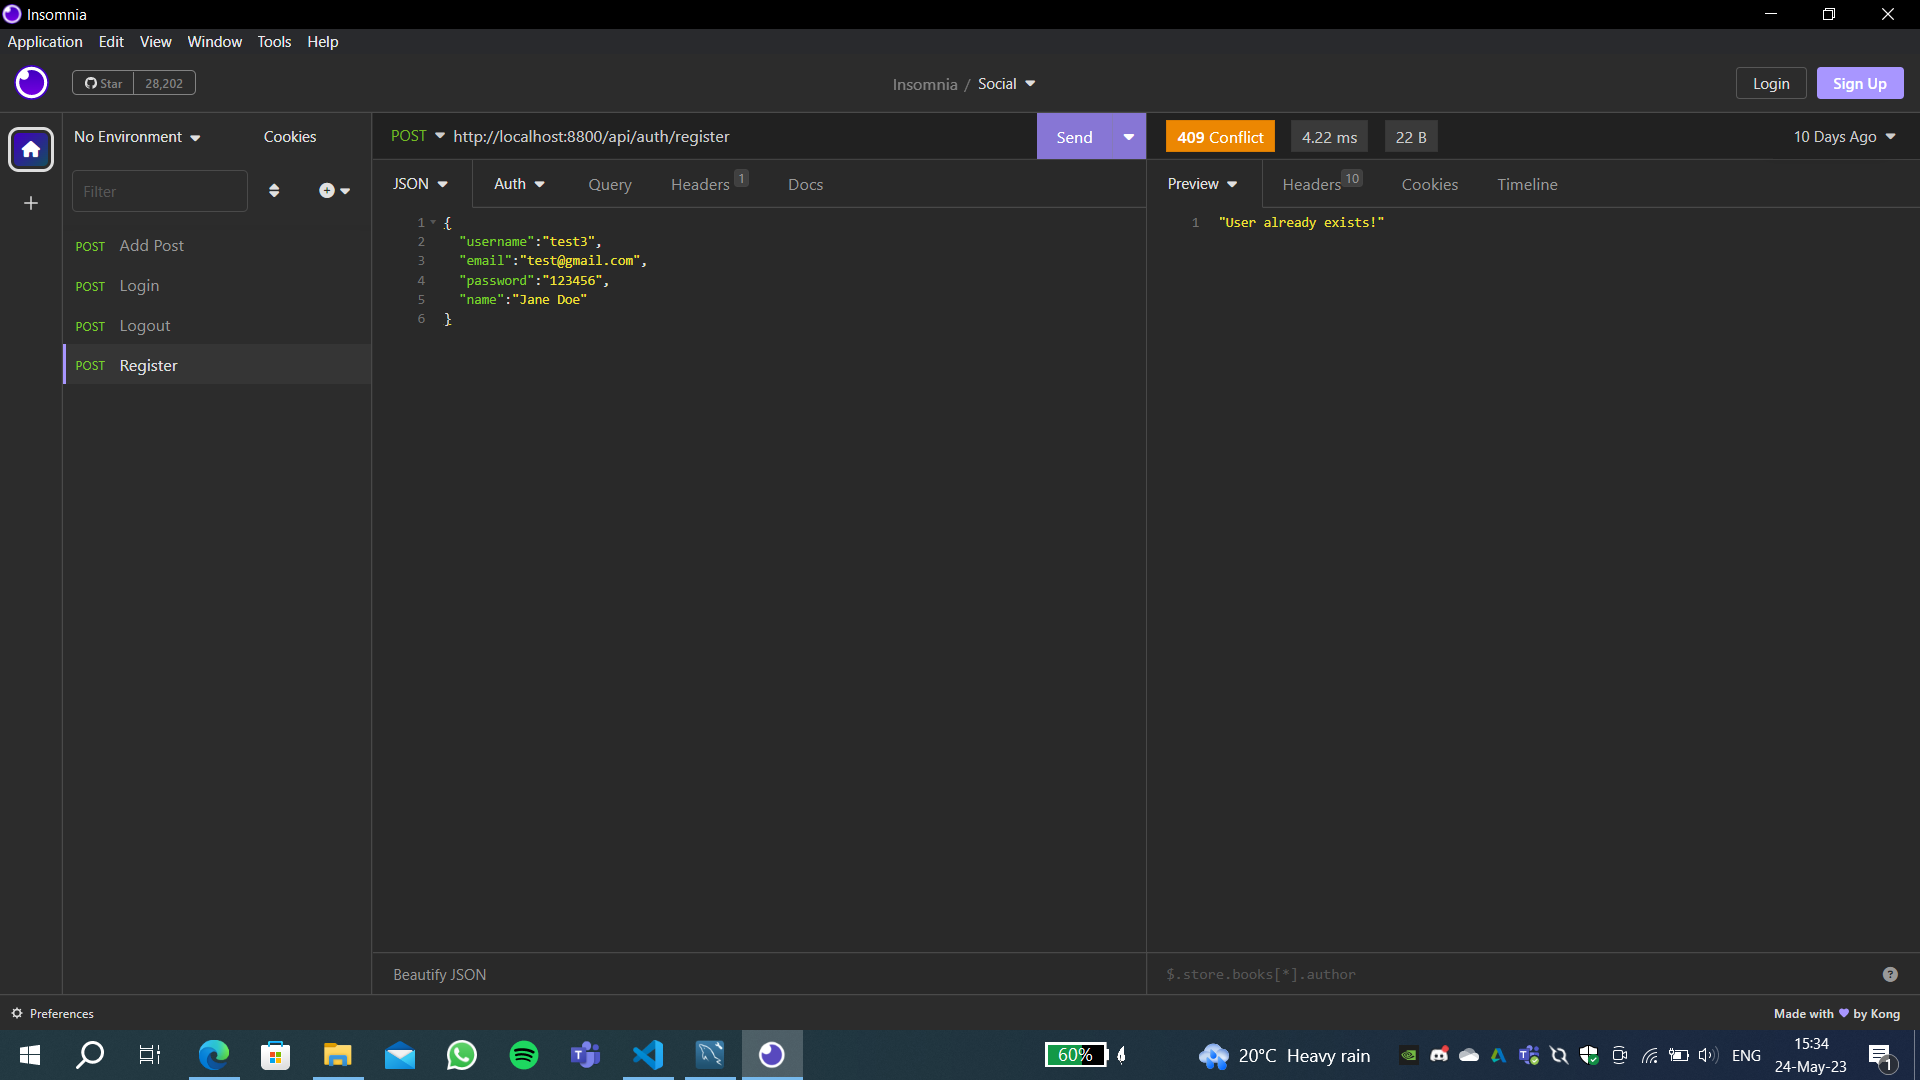 Insomnia
Application Edit View Window Tools Help
Star 28,202
Insomnia / Social
Login Sign Up
No Environment Cookies
POST http://localhost:8800/api/auth/register Send
409 Conflict 4.22 ms 22 B 10 Days Ago
Filter
JSON Auth Query Headers 1 Docs
Preview Headers 10 Cookies Timeline
POST Add Post
POST Login
POST Logout
POST Register
1 {
2 "username":"test3",
3 "email":"test@gmail.com",
4 "password":"123456",
5 "name":"Jane Doe"
6 }
1 "User already exists!"
Beautify JSON
$.store.books[*].author
?
Preferences
Made with 💜 by Kong
60%
20°C Heavy rain
ENG
15:34
24-May-23
1